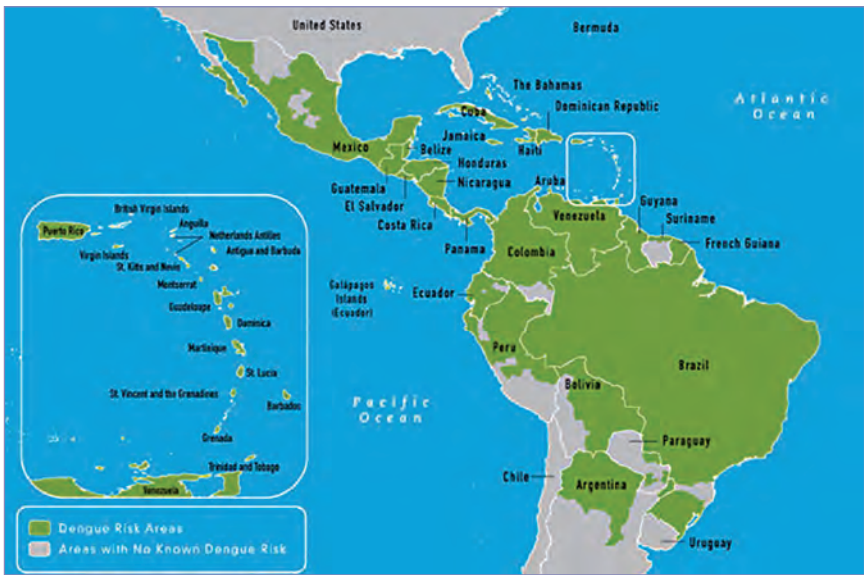 United States
Bermuda
The Bahamas
Dominican Republic
Atlantic
Ocean
Cuba
Jamaica
Haiti
Mexico
Belize
Honduras
Guatemala
Nicaragua
El Salvador
Aruba
Costa Rica
Panama
Venezuela
Guyana
Suriname
French Guiana
Colombia
Galápagos
Islands
(Ecuador)
Ecuador
Peru
Brazil
Bolivia
Pacific
Ocean
Paraguay
Chile
Argentina
Uruguay
British Virgin Islands
Puerto Rico
Anguilla
Netherlands Antilles
Virgin Islands
Antigua and Barbuda
St. Kitts and Nevis
Montserrat
Guadeloupe
Dominica
Martinique
St. Lucia
St. Vincent and the Grenadines
Barbados
Grenada
Trinidad and Tobago
Venezuela
Dengue Risk Areas
Areas with No Known Dengue Risk